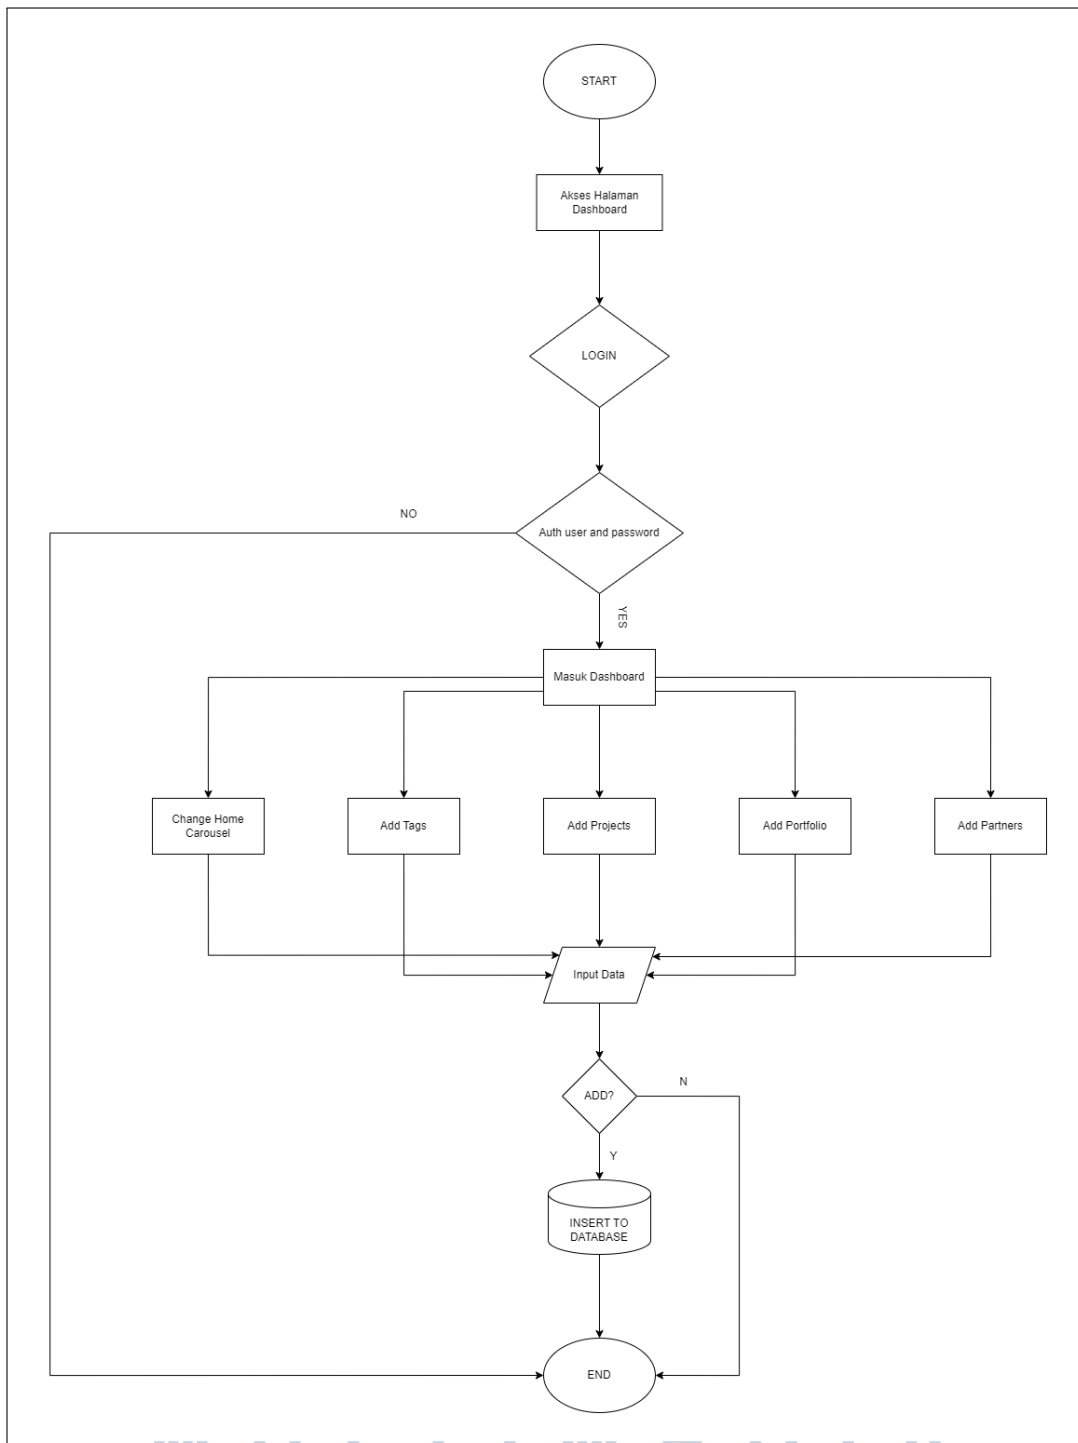 START
Akses Halaman
Dashboard
LOGIN
NO
Auth user and password
YES
Masuk Dashboard
Change Home
Carousel
Add Tags
Add Projects
Add Portfolio
Add Partners
Input Data
ADD?
N
Y
INSERT TO
DATABASE
END